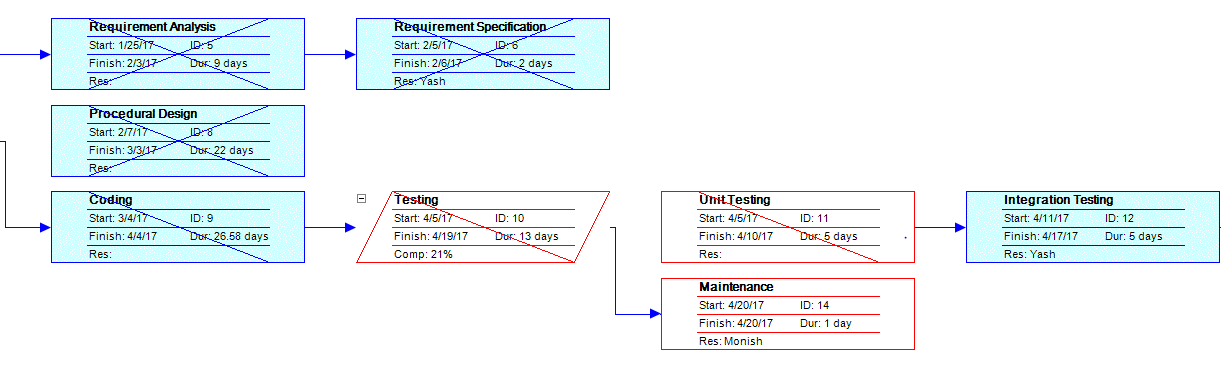 Requirement Analysis
Start: 1/25/17 ID: 5
Finish: 2/3/17 Dur: 9 days
Res:
Requirement Specification
Start: 2/5/17 ID: 6
Finish: 2/6/17 Dur: 2 days
Res: Yash
Procedural Design
Start: 2/7/17 ID: 8
Finish: 3/3/17 Dur: 22 days
Res:
Coding
Start: 3/4/17 ID: 9
Finish: 4/4/17 Dur: 26.58 days
Res:
Testing
Start: 4/5/17 ID: 10
Finish: 4/19/17 Dur: 13 days
Comp: 21%
Unit Testing
Start: 4/5/17 ID: 11
Finish: 4/10/17 Dur: 5 days
Res:
Integration Testing
Start: 4/11/17 ID: 12
Finish: 4/17/17 Dur: 5 days
Res: Yash
Maintenance
Start: 4/20/17 ID: 14
Finish: 4/20/17 Dur: 1 day
Res: Monish